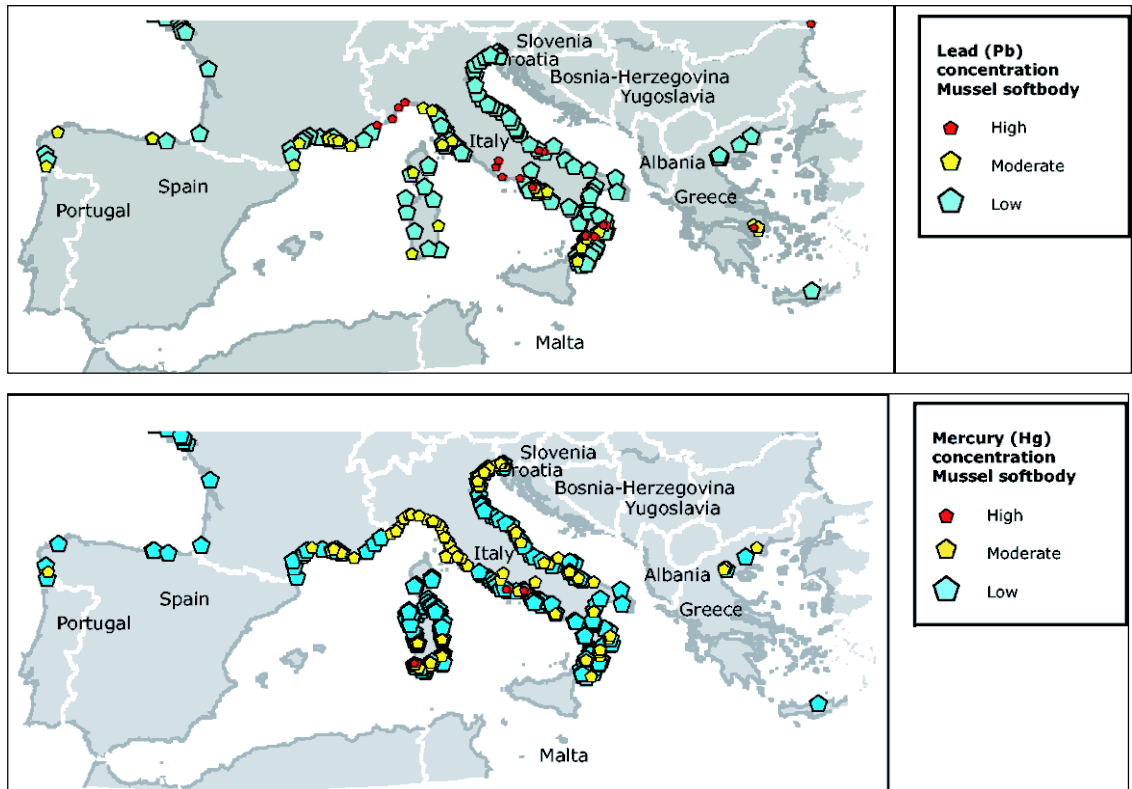 Slovenia
Croatia
Bosnia-Herzegovina
Yugoslavia
Italy
Albania
Spain
Greece
Portugal
Malta
Lead (Pb)
concentration
Mussel softbody
High
Moderate
Low
Slovenia
Croatia
Bosnia-Herzegovina
Yugoslavia
Italy
Albania
Spain
Greece
Portugal
Malta
Mercury (Hg)
concentration
Mussel softbody
High
Moderate
Low